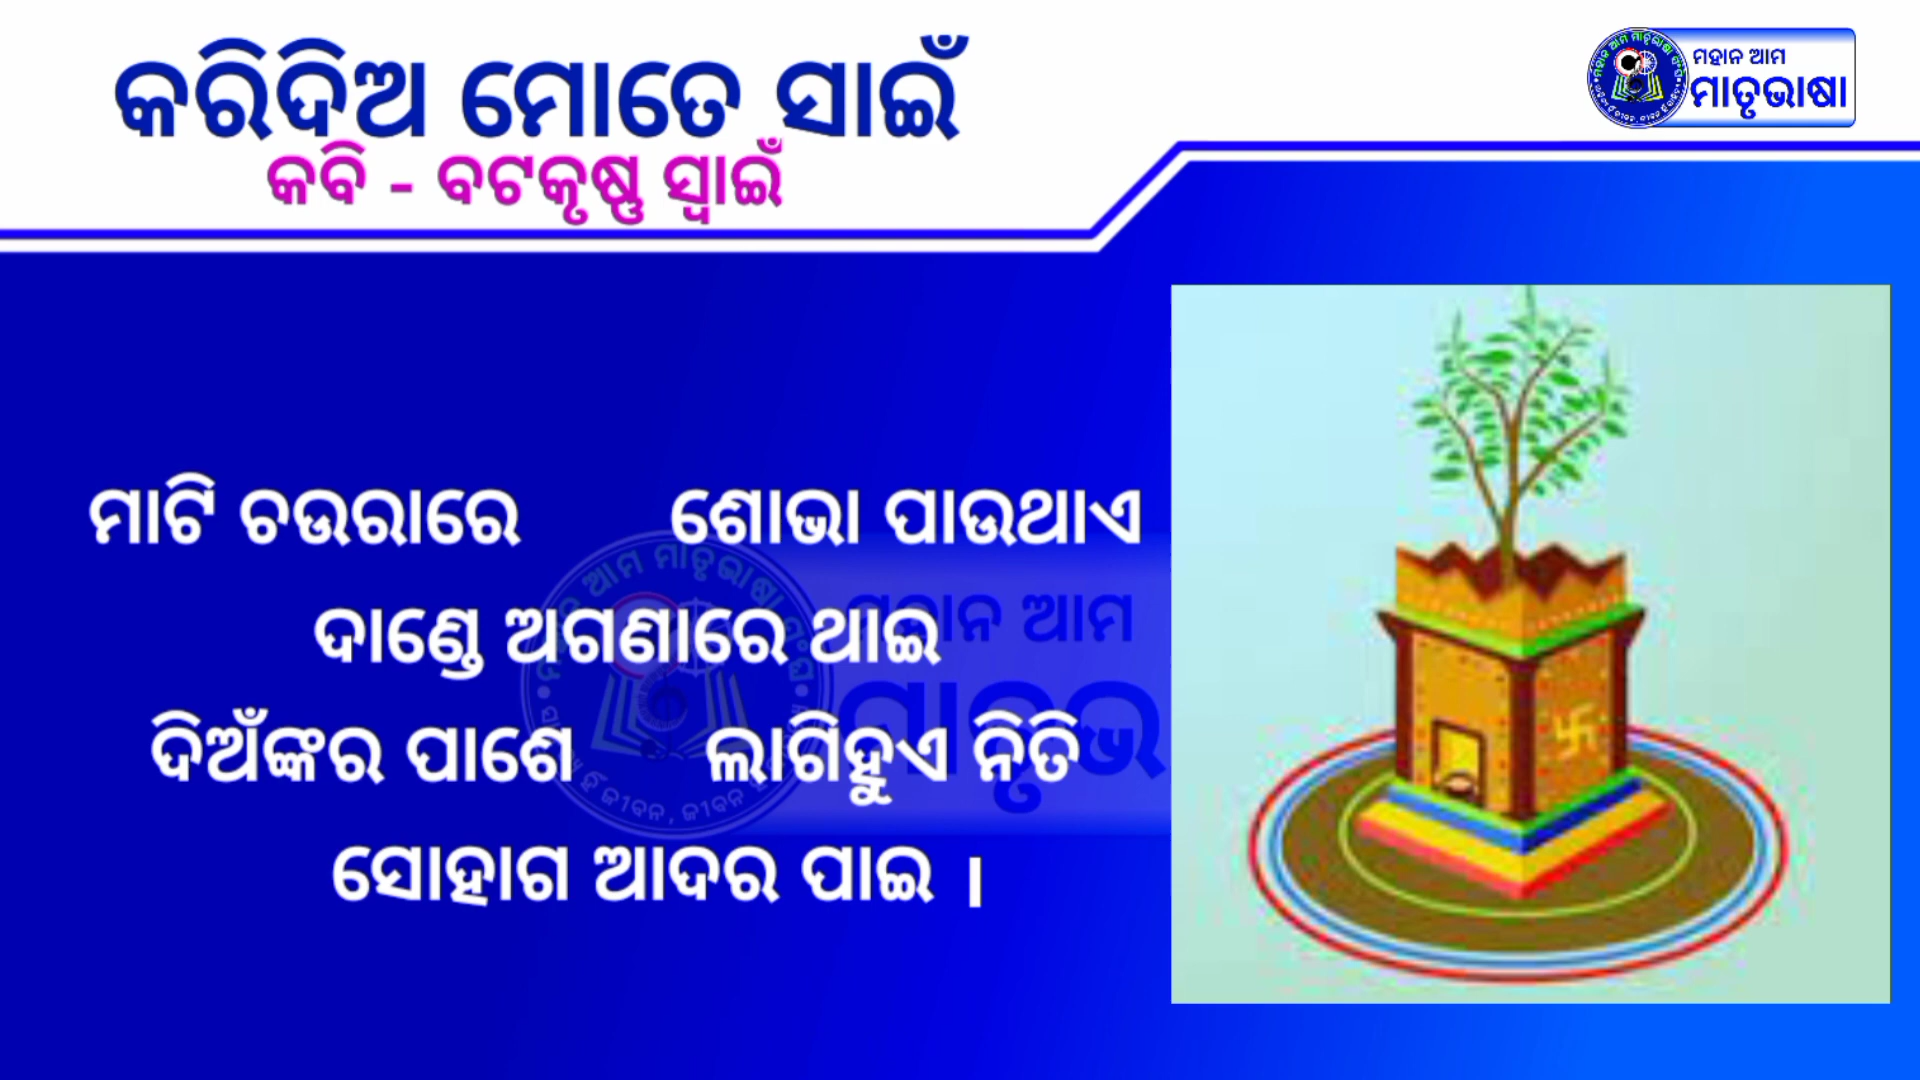 କରିଦିଅ ମୋତେ ସାଇଁ
କବି - ବଟକୃଷ୍ଣ ସ୍ୱାଇଁ
ମହାନ ଆମ
ମାତୃଭାଷା
ମାଟି ଚଉରାରେ ଶୋଭା ପାଉଥାଏ
ଦାଣ୍ଡେ ଅଗଣାରେ ଥାଇ
ଦିଅଁଙ୍କର ପାଶେ ଲାଗିହୁଏ ନିତି
ସୋହାଗ ଆଦର ପାଇ ।